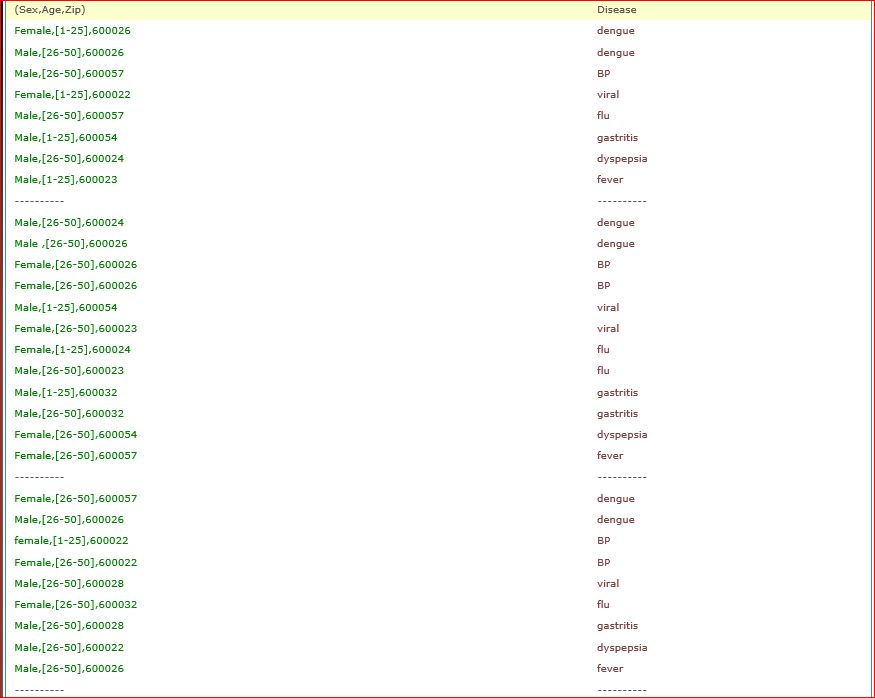 (Sex,Age,Zip) Disease
Female,[1-25],600026 dengue
Male,[26-50],600026 dengue
Male,[26-50],600057 BP
Female,[1-25],600022 viral
Male,[26-50],600057 flu
Male,[1-25],600054 gastritis
Male,[26-50],600024 dyspepsia
Male,[1-25],600023 fever
---------- ----------
Male,[26-50],600024 dengue
Male ,[26-50],600026 dengue
Female,[26-50],600026 BP
Female,[26-50],600026 BP
Male,[1-25],600054 viral
Female,[26-50],600023 viral
Female,[1-25],600024 flu
Male,[26-50],600023 flu
Male,[1-25],600032 gastritis
Male,[26-50],600032 gastritis
Female,[26-50],600054 dyspepsia
Female,[26-50],600057 fever
---------- ----------
Female,[26-50],600057 dengue
Male,[26-50],600026 dengue
female,[1-25],600022 BP
Female,[26-50],600022 BP
Male,[26-50],600028 viral
Female,[26-50],600032 flu
Male,[26-50],600028 gastritis
Male,[26-50],600022 dyspepsia
Male,[26-50],600026 fever
---------- ----------